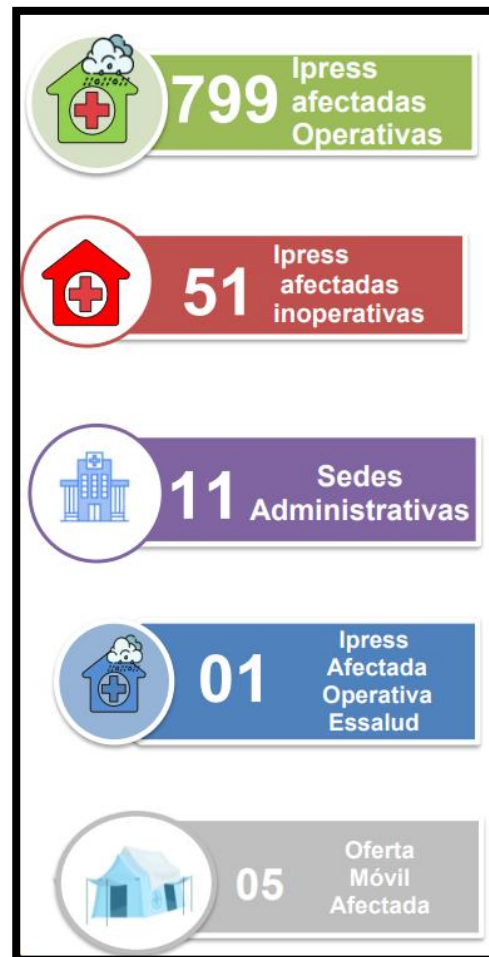 799
Ipress
afectadas
Operativas
51
Ipress
afectadas
inoperativas
11
Sedes
Administrativas
01
Ipress
Afectada
Operativa
Essalud
05
Oferta
Móvil
Afectada